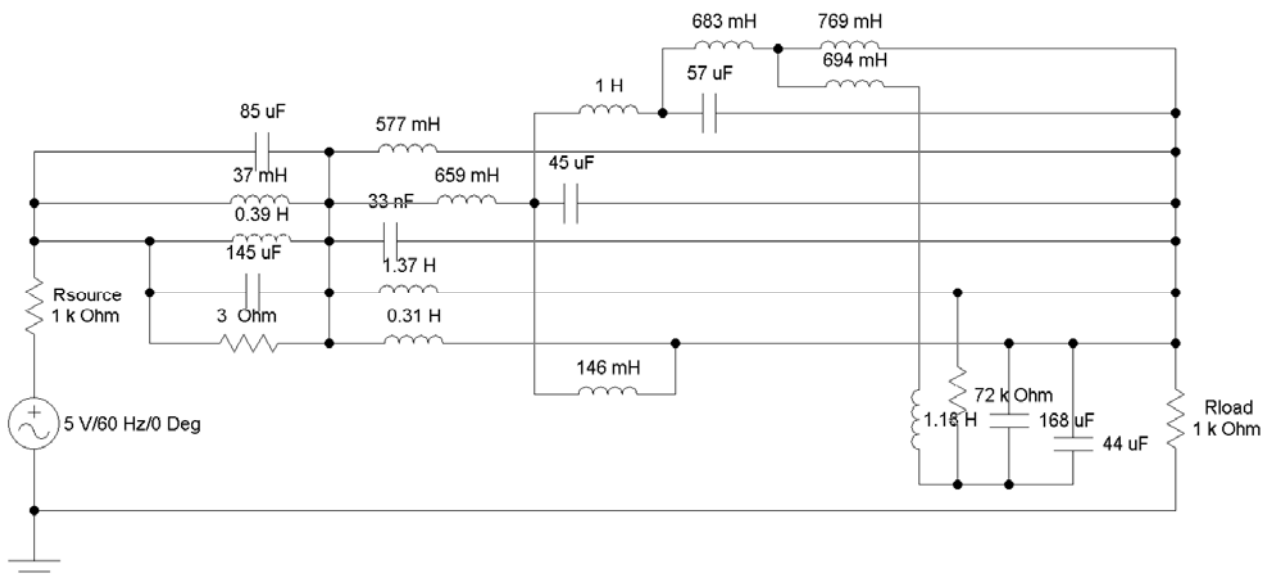 683 mH
769 mH
694 mH
57 uF
1 H
85 uF
577 mH
45 uF
37 mH
659 mH
33 nF
0.39 H
145 uF
1.37 H
Rsource
1 k Ohm
3 Ohm
0.31 H
146 mH
72 k Ohm
5 V/60 Hz/0 Deg
168 uF
Rload
1 k Ohm
44 uF